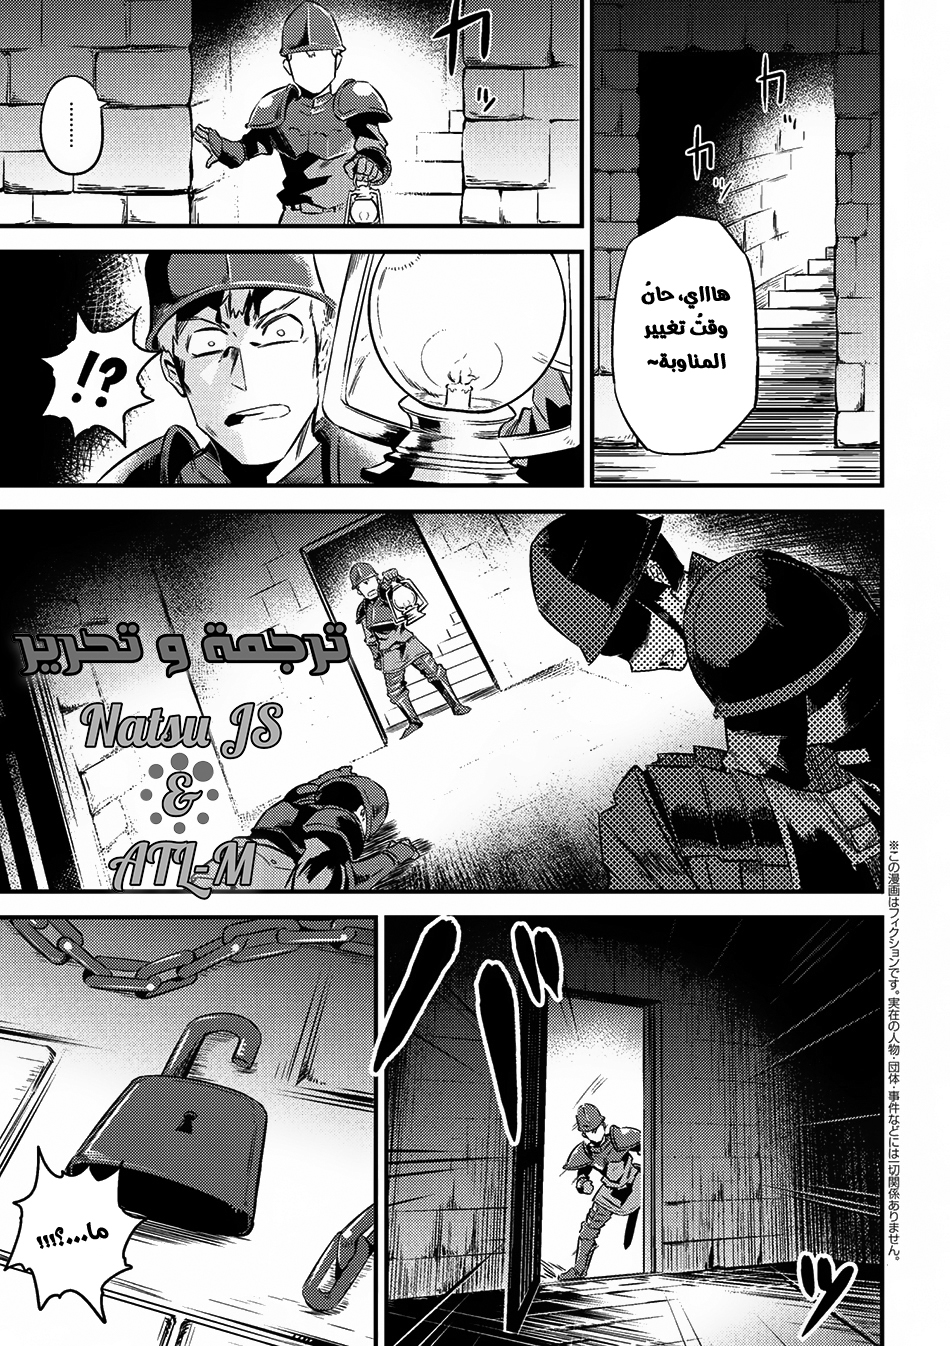 カ
カ
ッ
カ
ッ
هااااي، حان
وقتُ تغيير
المناوبة~
.........
!?
ترجمة و تحرير
Natsu JS
&
ATL-M
※この漫画はフィクションです。実在の人物・団体・事件などには一切関係ありません。
バンッ
ما...؟!!!